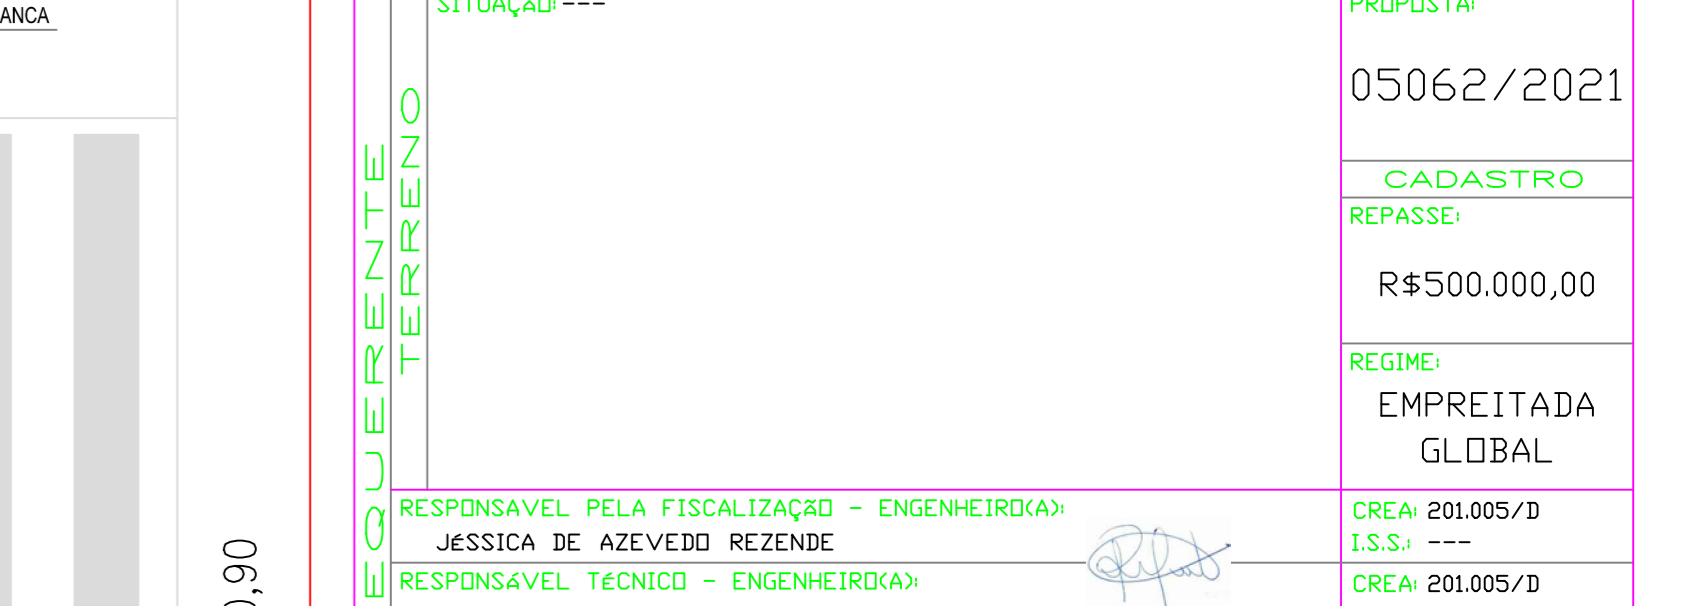 ANCA
SITUAÇÃO: ---
PROPOSTA:
05062/2021
TERRENO
CADASTRO
REPASSE:
R$500.000,00
REGIME:
EMPREITADA
GLOBAL
RESPONSAVEL PELA FISCALIZAÇÃO - ENGENHEIRO(A):
JÉSSICA DE AZEVEDO REZENDE
CREA: 201.005/D
I.S.S.: ---
RESPONSÁVEL TÉCNICO - ENGENHEIRO(A):
CREA: 201.005/D
EQUERENTE
0,90